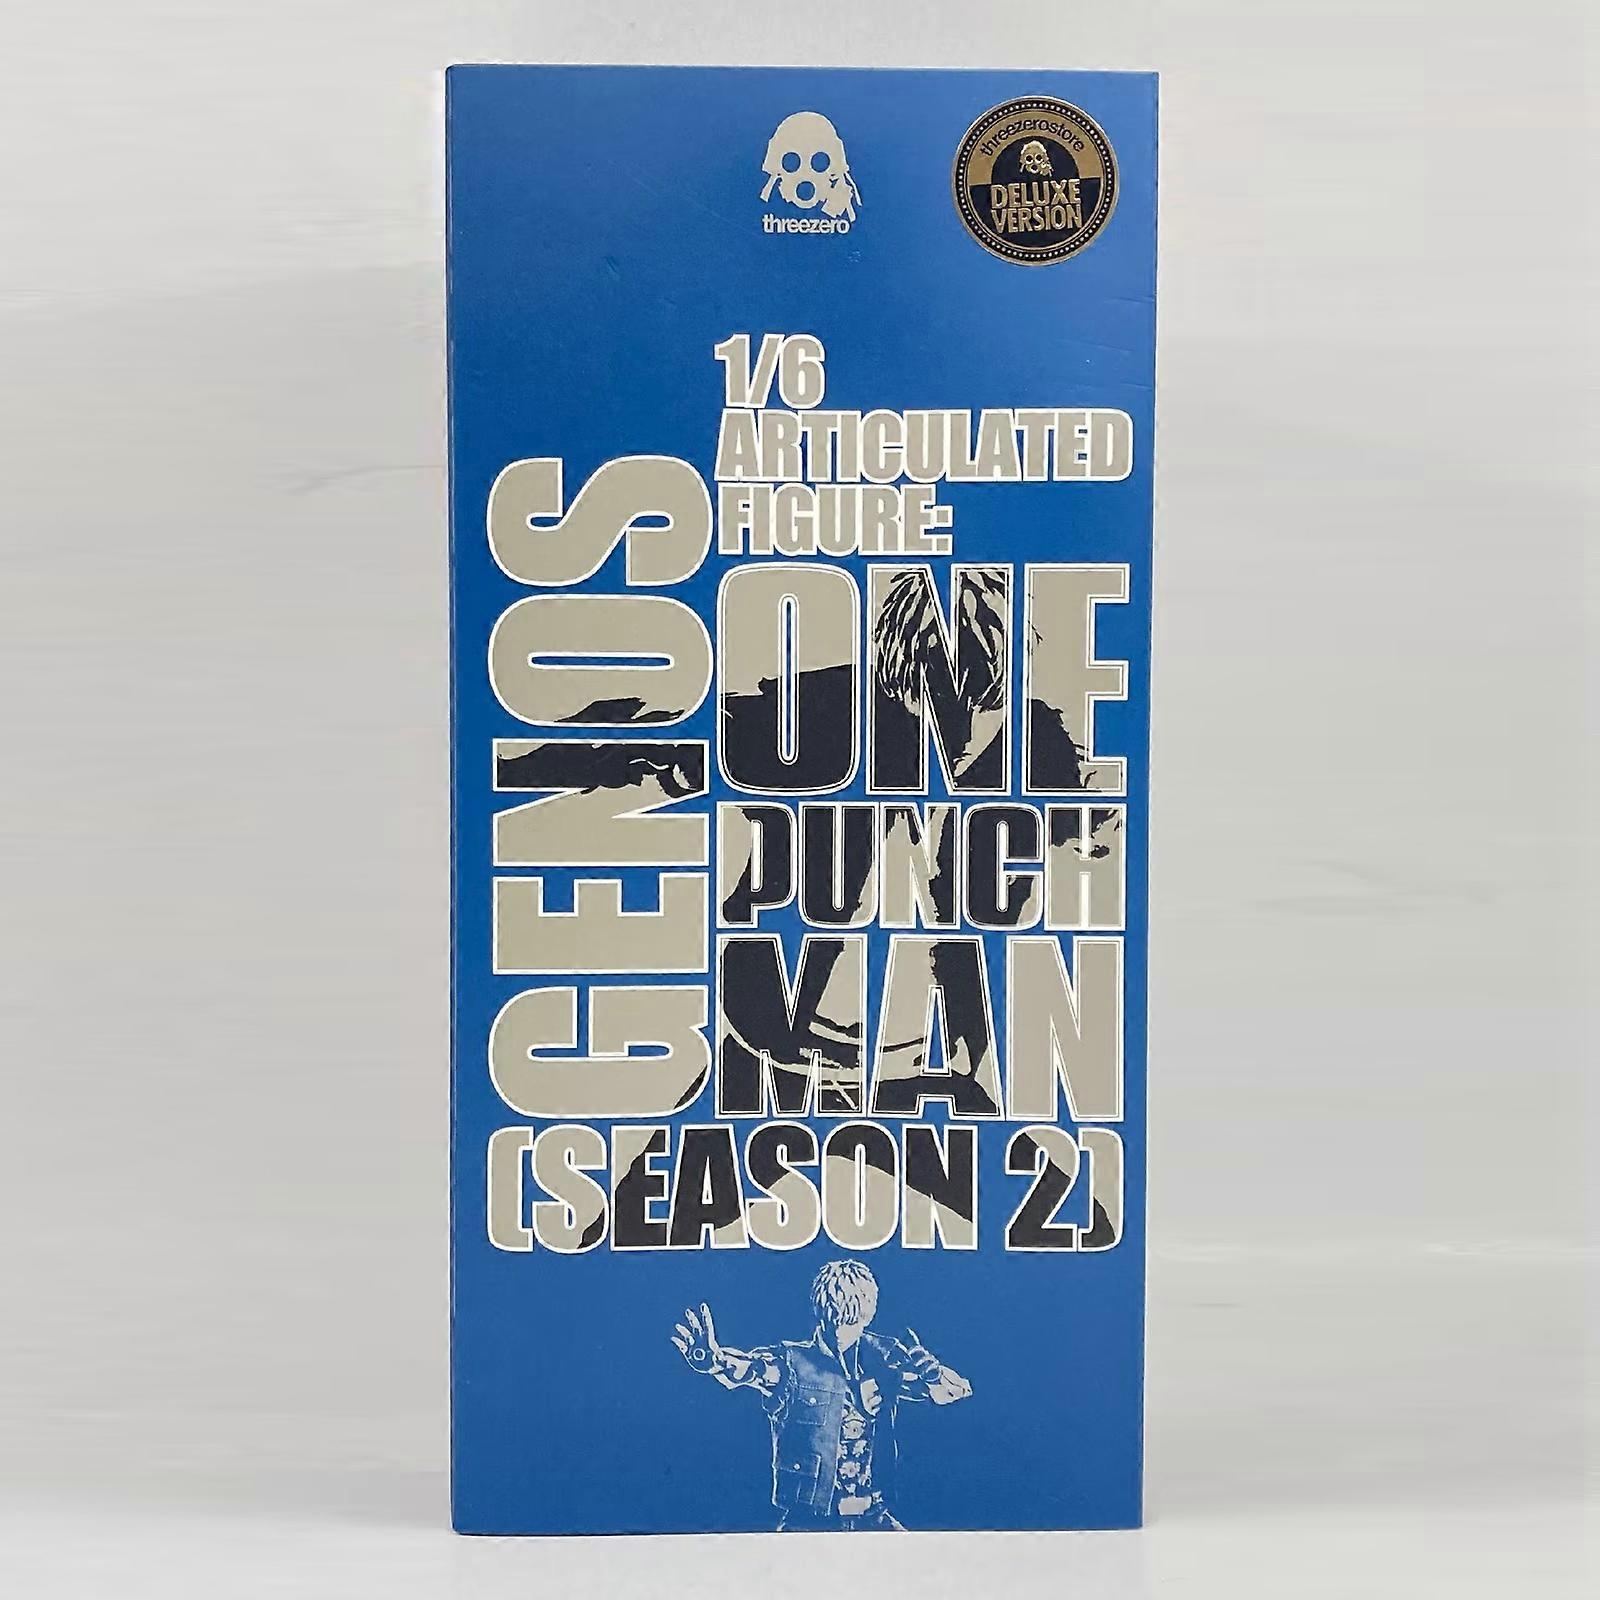 threezero
threezerostore
DELUXE
VERSION
1/6
ARTICULATED
FIGURE:
GENOS
ONE
PUNCH
MAN
(SEASON 2)